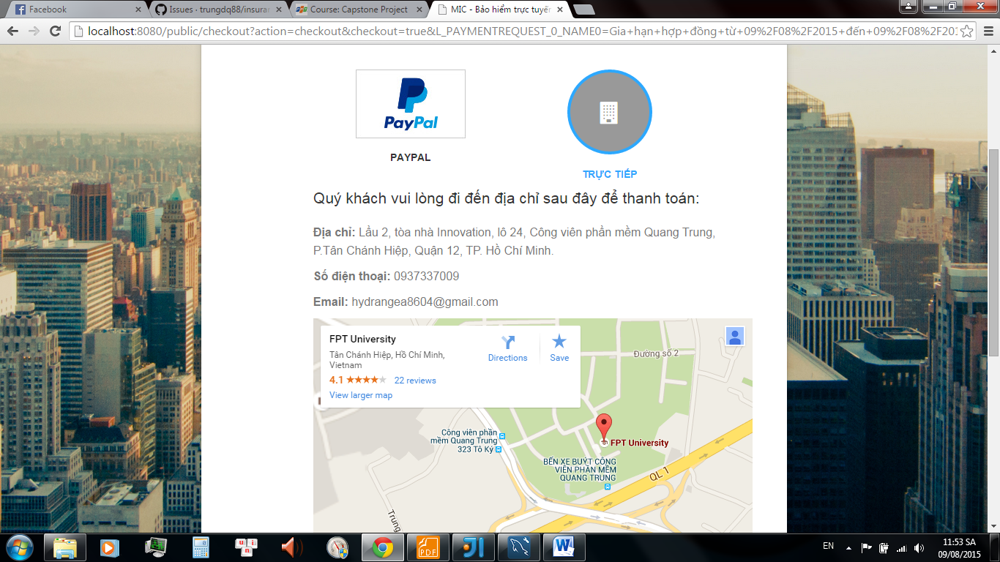 Facebook
Issues · trungdq88/insuran
Course: Capstone Project
MIC - Bảo hiểm trực tuyến
localhost:8080/public/checkout?action=checkout&checkout=true&L_PAYMENTREQUEST_0_NAME0=Gia+hạn+hợp+đồng+từ+09%2F08%2F2015+đến+09%2F08%2F201
PayPal
PAYPAL
TRỰC TIẾP
Quý khách vui lòng đi đến địa chỉ sau đây để thanh toán:
Địa chỉ: Lầu 2, tòa nhà Innovation, lô 24, Công viên phần mềm Quang Trung,
P.Tân Chánh Hiệp, Quận 12, TP. Hồ Chí Minh.
Số điện thoại: 0937337009
Email: hydrangea8604@gmail.com
FPT University
Tân Chánh Hiệp, Hồ Chí Minh,
Vietnam
4.1
22 reviews
View larger map
Directions
Save
Đường số 2
Công viên phần
mềm Quang Trung
323 Tô Ký
FPT University
BẾN XE BUÝT CÔNG
VIÊN PHẦN MỀM
QUANG TRUNG
QL 1
Trung
u
n i
PDF
W
EN
11:53 SA
09/08/2015